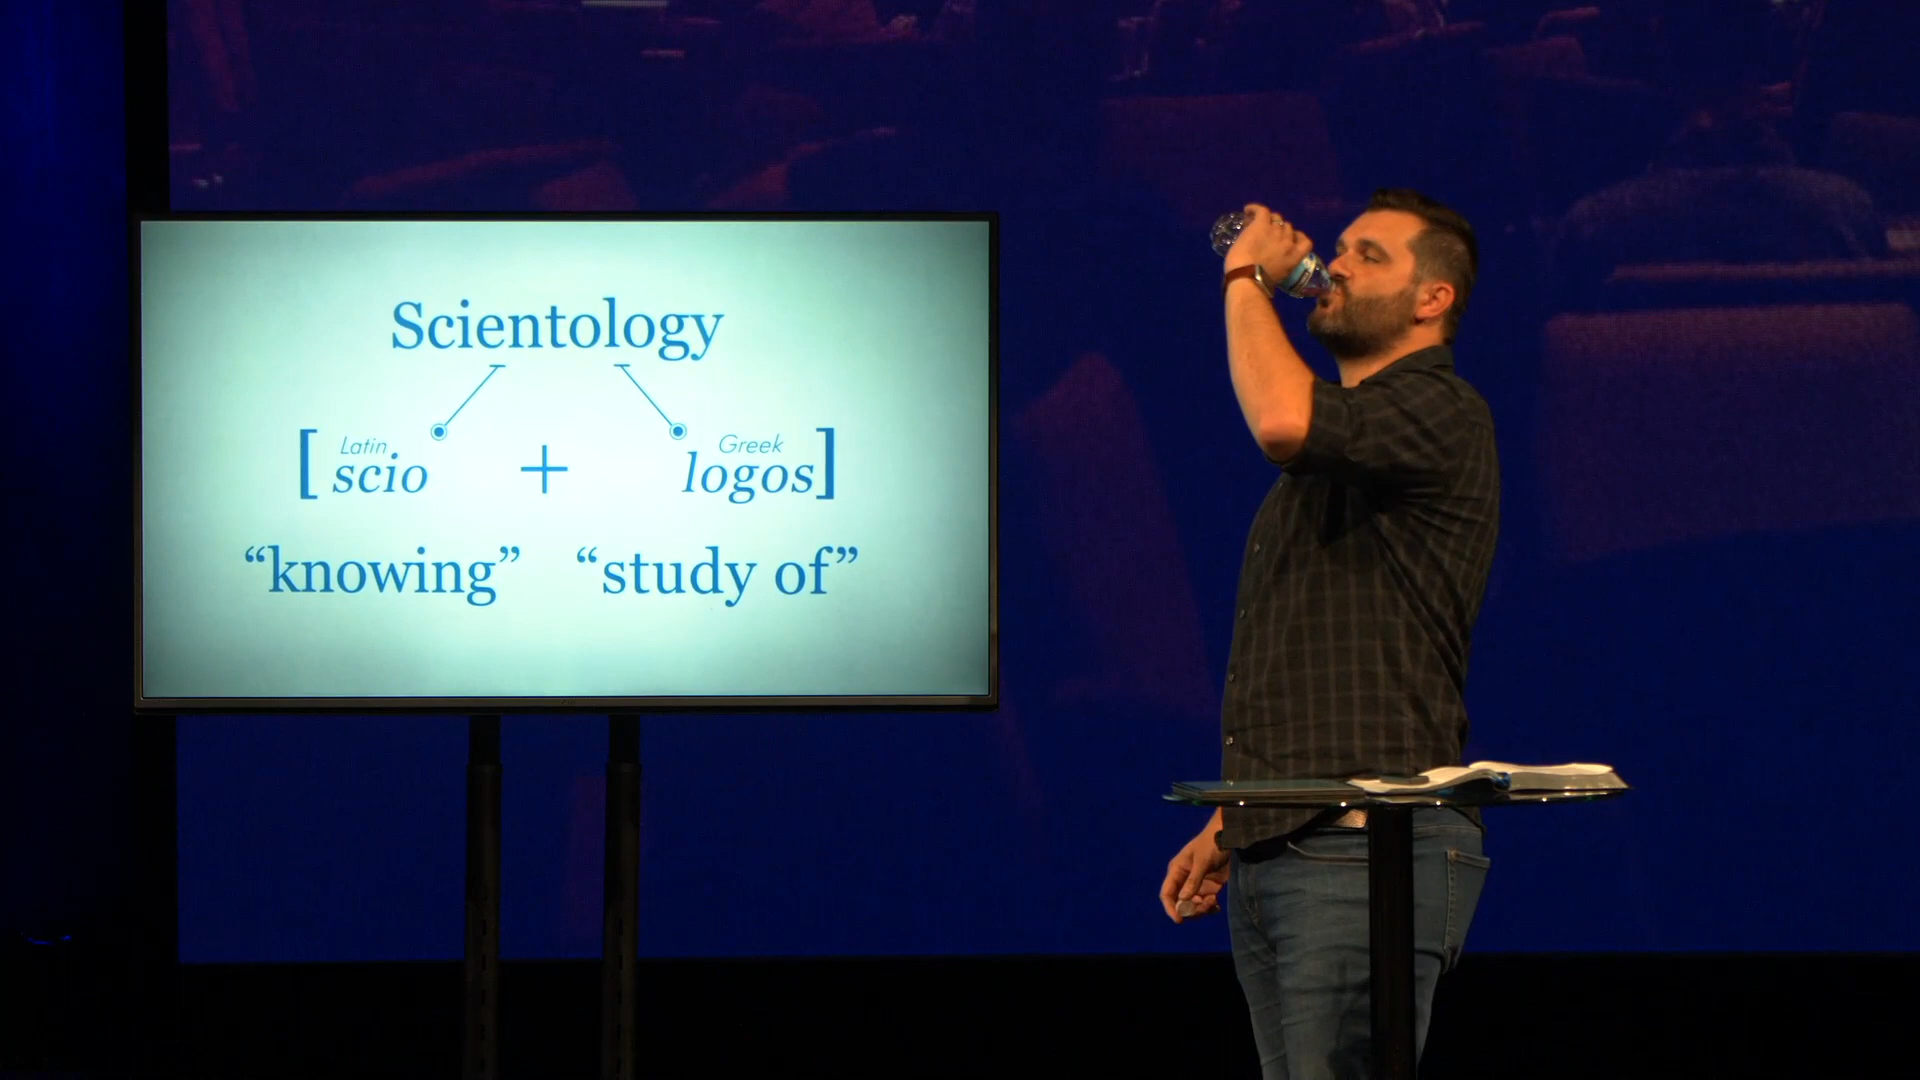 Scientology
[ Latin scio + Greek logos ]
“knowing” “study of”